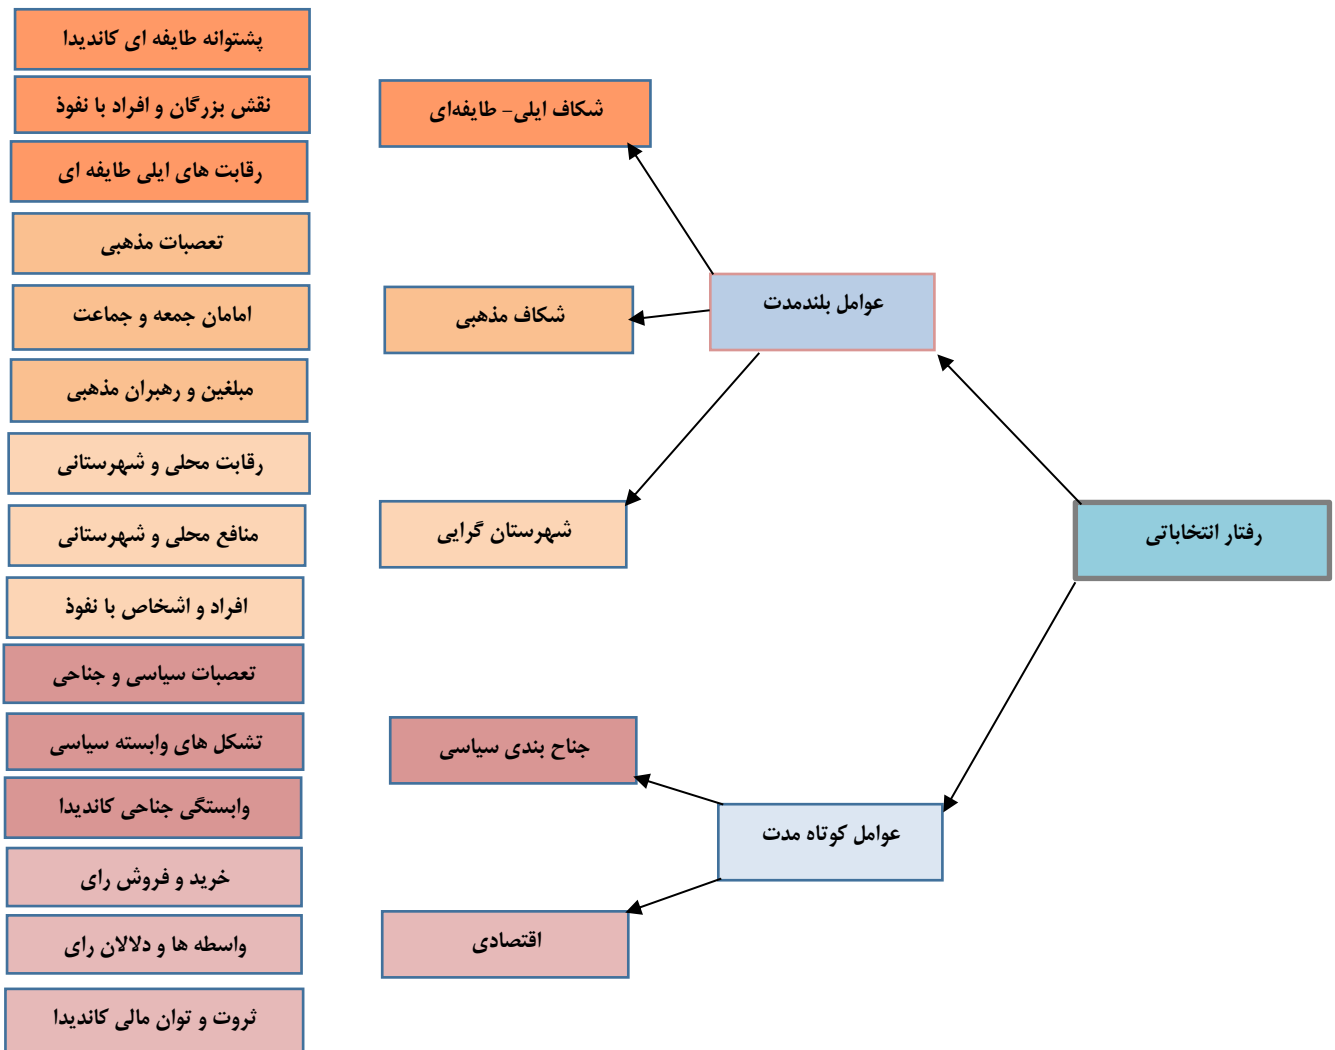 رفتار انتخاباتی
عوامل بلندمدت
عوامل کوتاه مدت
شکاف ایلی- طایفه‌ای
شکاف مذهبی
شهرستان گرایی
جناح بندی سیاسی
اقتصادی
پشتوانه طایفه ای کاندیدا
نقش بزرگان و افراد با نفوذ
رقابت های ایلی طایفه ای
تعصبات مذهبی
امامان جمعه و جماعت
مبلغین و رهبران مذهبی
رقابت محلی و شهرستانی
منافع محلی و شهرستانی
افراد و اشخاص با نفوذ
تعصبات سیاسی و جناحی
تشکل های وابسته سیاسی
وابستگی جناحی کاندیدا
خرید و فروش رای
واسطه ها و دلالان رای
ثروت و توان مالی کاندیدا